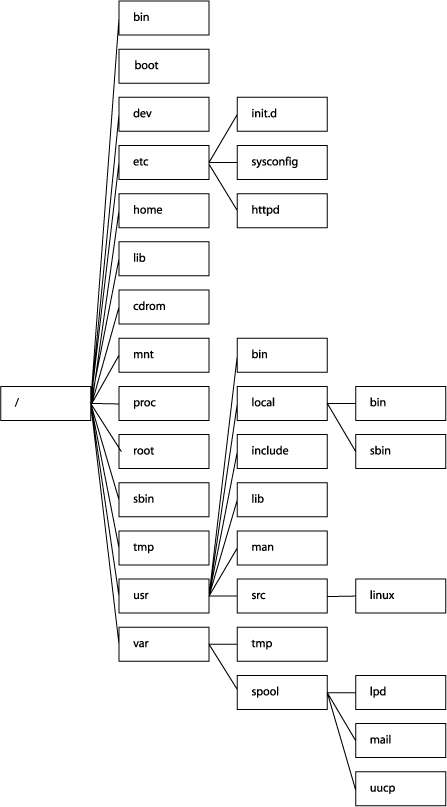 bin
boot
dev init.d
etc sysconfig
home httpd
lib
cdrom
mnt bin
/ proc local bin
root include sbin
sbin lib
tmp man
usr src linux
var tmp
spool lpd
mail
uucp